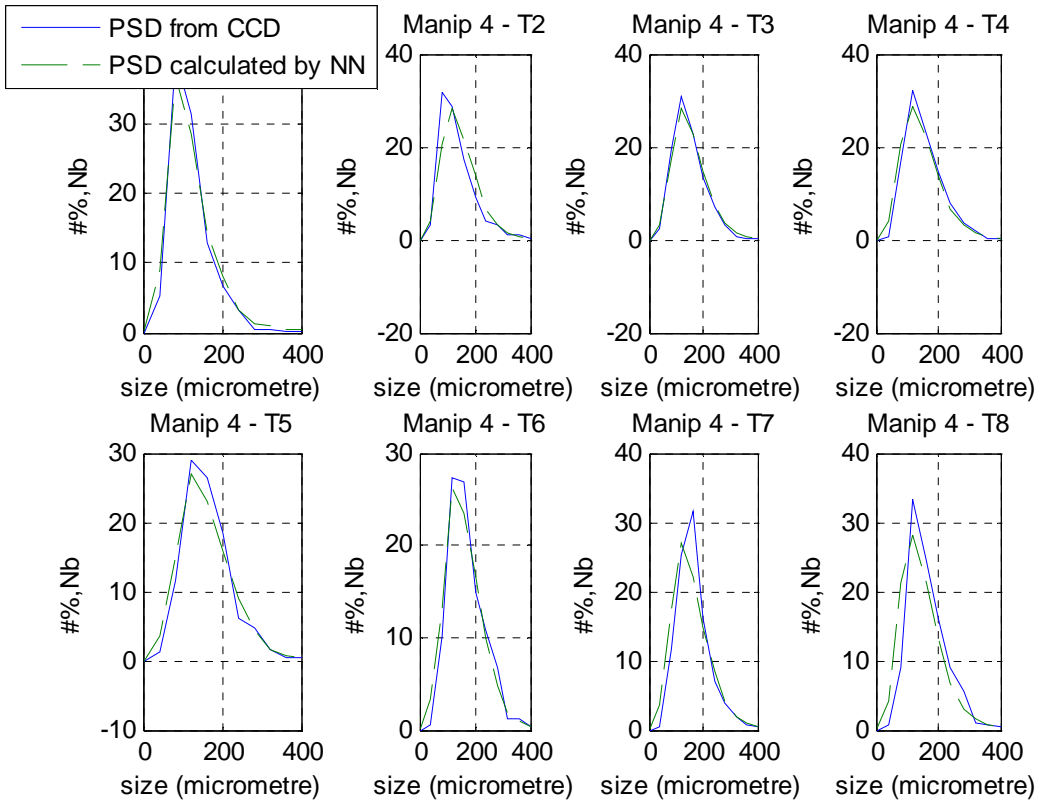 PSD from CCD
PSD calculated by NN
Manip 4 - T2
Manip 4 - T3
Manip 4 - T4
30
20
10
0
#%,Nb
0 200 400
size (micrometre)
40
20
0
-20
#%,Nb
0 200 400
size (micrometre)
40
20
0
-20
#%,Nb
0 200 400
size (micrometre)
40
20
0
-20
#%,Nb
0 200 400
size (micrometre)
Manip 4 - T5
30
20
10
0
-10
#%,Nb
0 200 400
size (micrometre)
Manip 4 - T6
30
20
10
0
#%,Nb
0 200 400
size (micrometre)
Manip 4 - T7
40
30
20
10
0
#%,Nb
0 200 400
size (micrometre)
Manip 4 - T8
40
30
20
10
0
#%,Nb
0 200 400
size (micrometre)